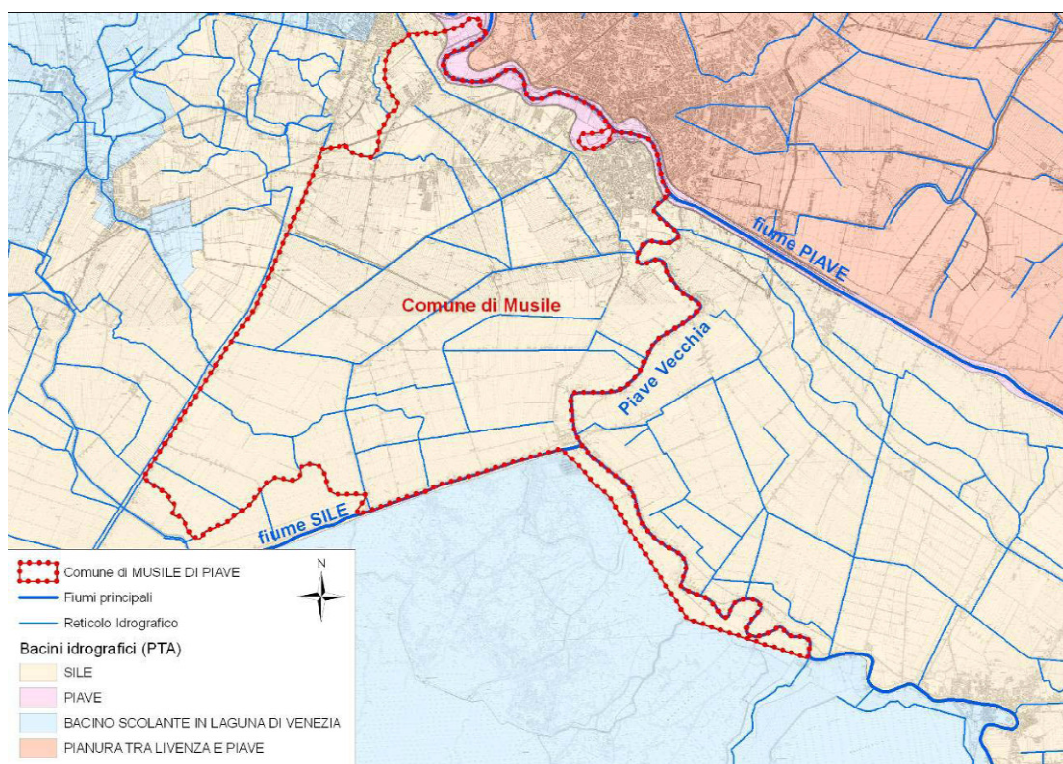 fiume PIAVE
Comune di Musile
Piave Vecchia
fiume SILE
Comune di MUSILE DI PIAVE
N
Fiumi principali
Reticolo Idrografico
Bacini idrografici (PTA)
SILE
PIAVE
BACINO SCOLANTE IN LAGUNA DI VENEZIA
PIANURA TRA LIVENZA E PIAVE